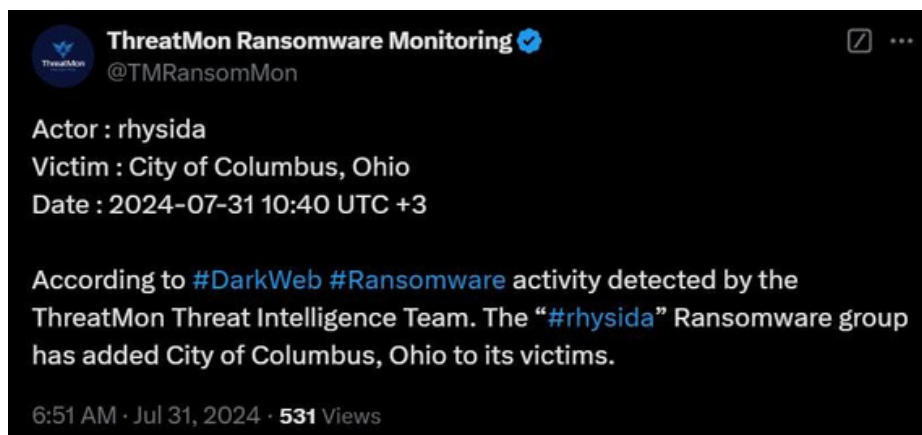 ThreatMon Ransomware Monitoring
ThreatMon
@TMRansomMon
Actor : rhysida
Victim : City of Columbus, Ohio
Date : 2024-07-31 10:40 UTC +3
According to #DarkWeb #Ransomware activity detected by the
ThreatMon Threat Intelligence Team. The “#rhysida” Ransomware group
has added City of Columbus, Ohio to its victims.
6:51 AM · Jul 31, 2024 · 531 Views